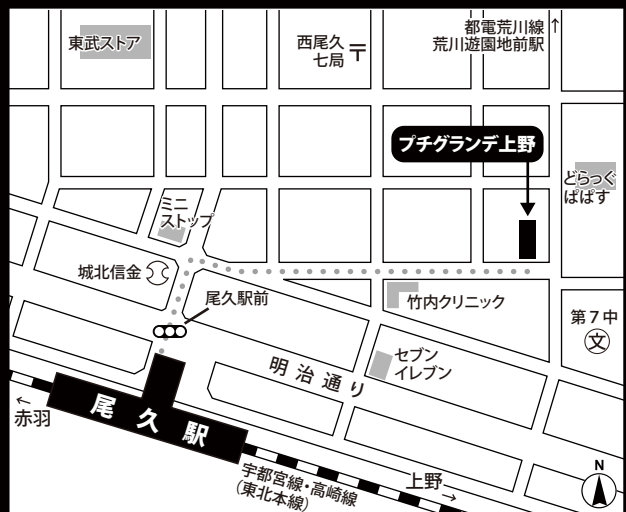 東武ストア
西尾久
七局
〒
都電荒川線↑
荒川遊園地前駅
プチグランデ上野
どらっぐ
ぱぱす
ミニ
ストップ
城北信金
尾久駅前
竹内クリニック
第7中
文
セブン
イレブン
明治通り
←
赤羽
尾久駅
宇都宮線・高崎線
(東北本線)
上野
→
N